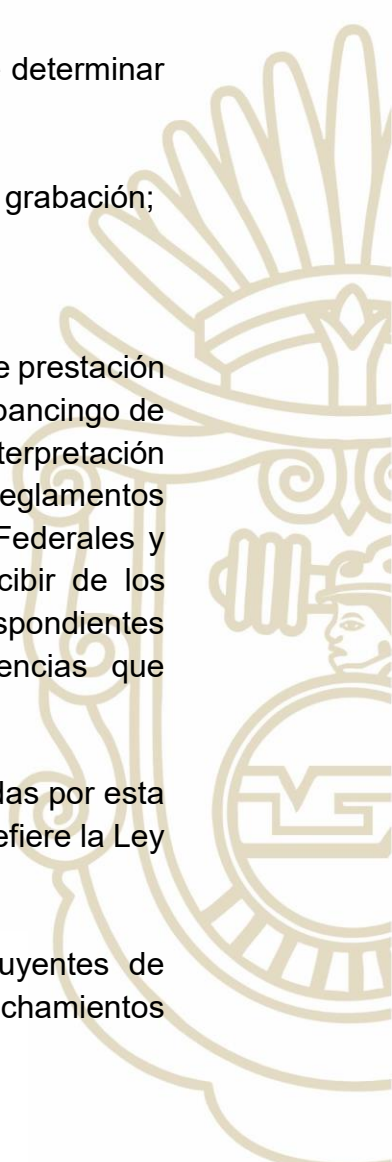 determinar
grabación;
e prestación
pancingo de
terpretación
eglamentos
Federales y
cibir de los
spondientes
encias que
das por esta
efiere la Ley
uyentes de
chamientos